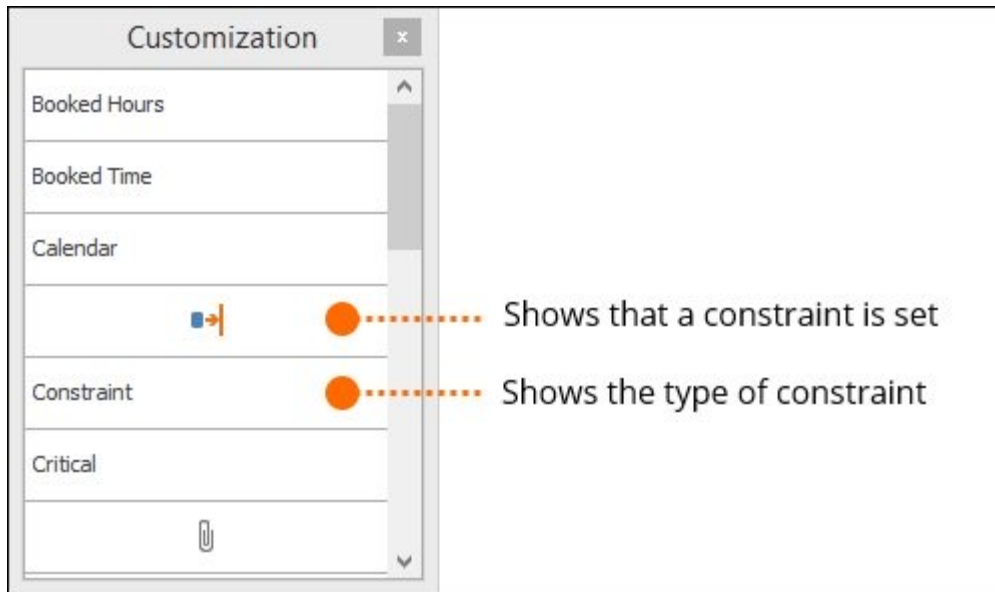 Customization
x
Booked Hours
Booked Time
Calendar
Shows that a constraint is set
Constraint
Shows the type of constraint
Critical